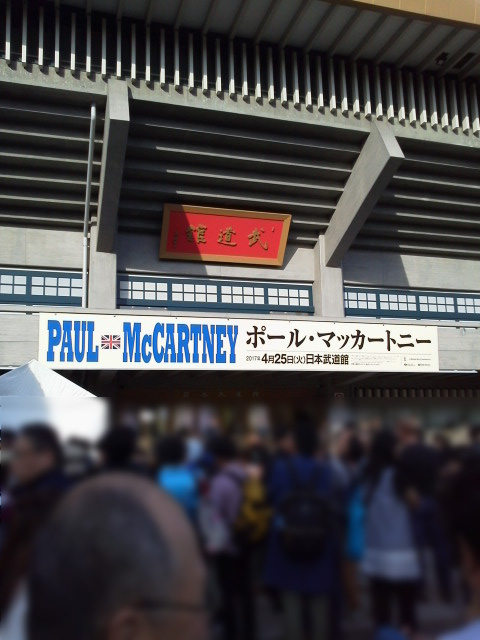 武道館
PAUL McCARTNEY
ポール・マッカートニー
2017年4月25日(火)日本武道館